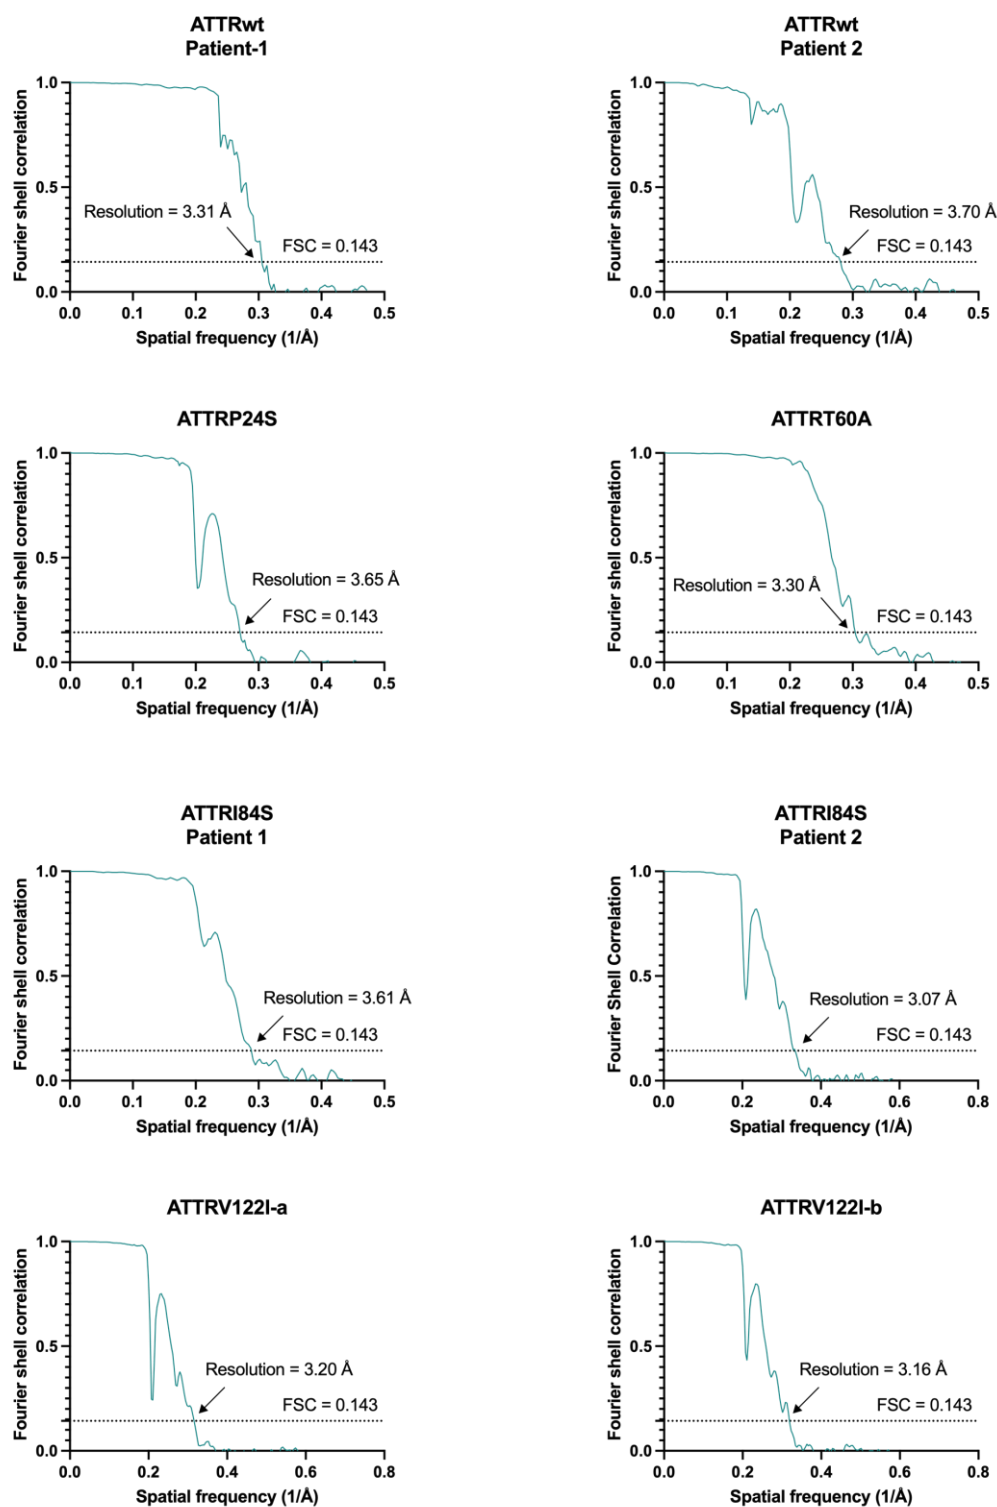 ATTRwt
Patient-1
1.0
0.5
0.0
Fourier shell correlation
Resolution = 3.31 Å
FSC = 0.143
0.0 0.1 0.2 0.3 0.4 0.5
Spatial frequency (1/Å)
ATTRwt
Patient 2
1.0
0.5
0.0
Fourier shell correlation
Resolution = 3.70 Å
FSC = 0.143
0.0 0.1 0.2 0.3 0.4 0.5
Spatial frequency (1/Å)
ATTRP24S
1.0
0.5
0.0
Fourier shell correlation
Resolution = 3.65 Å
FSC = 0.143
0.0 0.1 0.2 0.3 0.4 0.5
Spatial frequency (1/Å)
ATTRT60A
1.0
0.5
0.0
Fourier shell correlation
Resolution = 3.30 Å
FSC = 0.143
0.0 0.1 0.2 0.3 0.4 0.5
Spatial frequency (1/Å)
ATTRI84S
Patient 1
1.0
0.5
0.0
Fourier shell correlation
Resolution = 3.61 Å
FSC = 0.143
0.0 0.1 0.2 0.3 0.4 0.5
Spatial frequency (1/Å)
ATTRI84S
Patient 2
1.0
0.5
0.0
Fourier Shell Correlation
Resolution = 3.07 Å
FSC = 0.143
0.0 0.2 0.4 0.6 0.8
Spatial frequency (1/Å)
ATTRV122I-a
1.0
0.5
0.0
Fourier shell correlation
Resolution = 3.20 Å
FSC = 0.143
0.0 0.2 0.4 0.6 0.8
Spatial frequency (1/Å)
ATTRV122I-b
1.0
0.5
0.0
Fourier Shell correlation
Resolution = 3.16 Å
FSC = 0.143
0.0 0.2 0.4 0.6 0.8
Spatial frequency (1/Å)